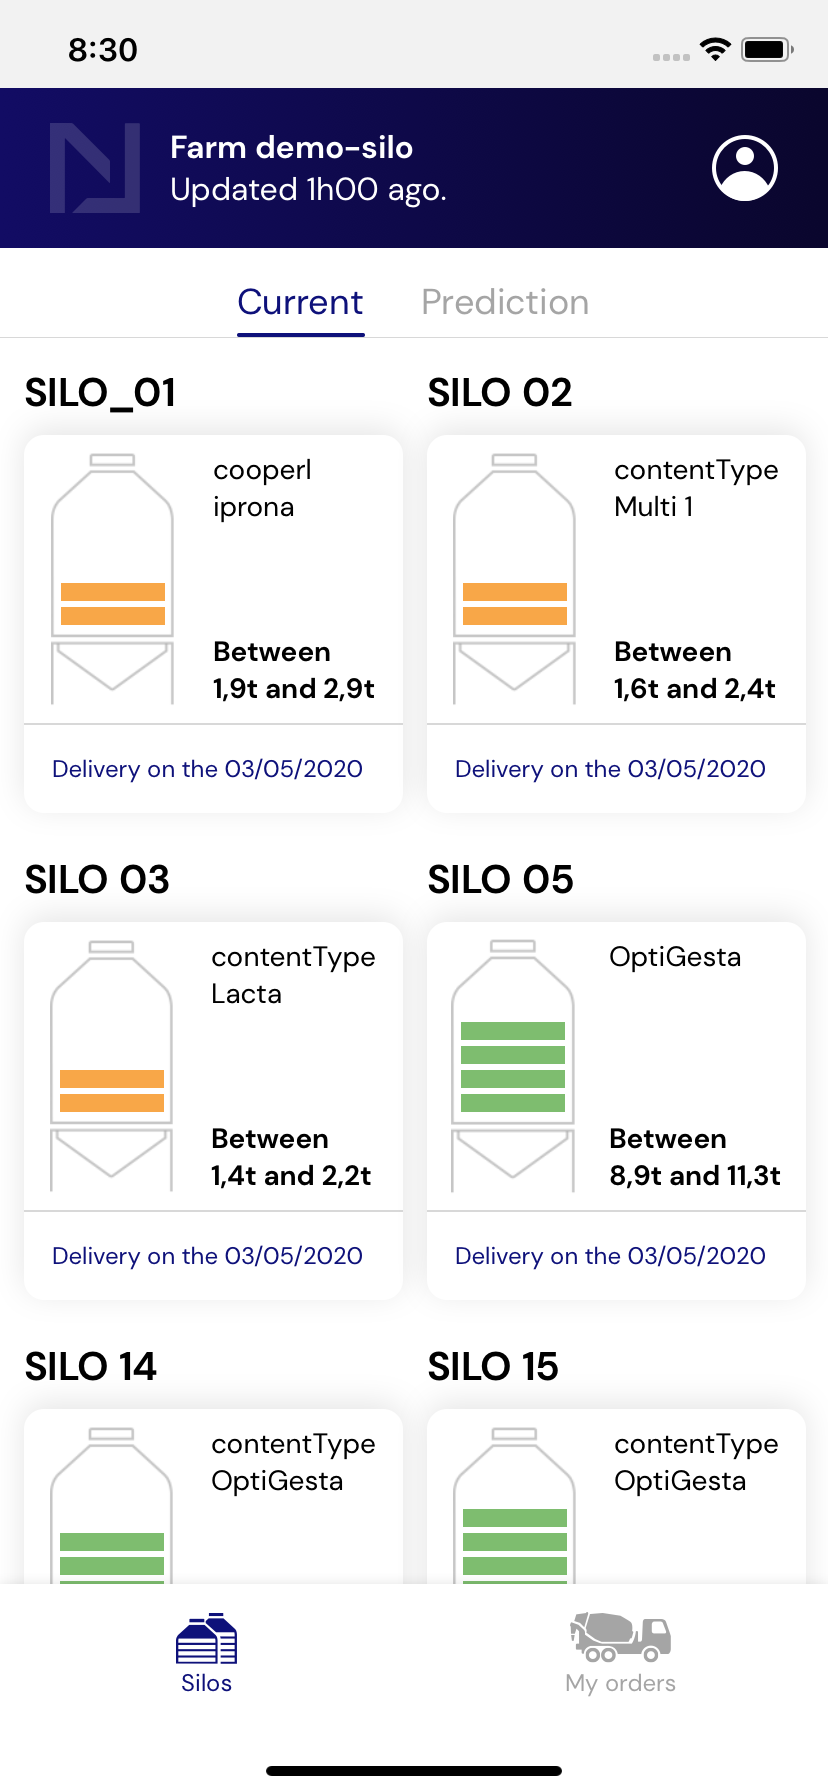 8:30
Farm demo-silo
Updated 1h00 ago.
Current Prediction
SILO_01
cooperl
iprona
Between
1,9t and 2,9t
Delivery on the 03/05/2020
SILO 02
contentType
Multi 1
Between
1,6t and 2,4t
Delivery on the 03/05/2020
SILO 03
contentType
Lacta
Between
1,4t and 2,2t
Delivery on the 03/05/2020
SILO 05
OptiGesta
Between
8,9t and 11,3t
Delivery on the 03/05/2020
SILO 14
contentType
OptiGesta
SILO 15
contentType
OptiGesta
Silos
My orders